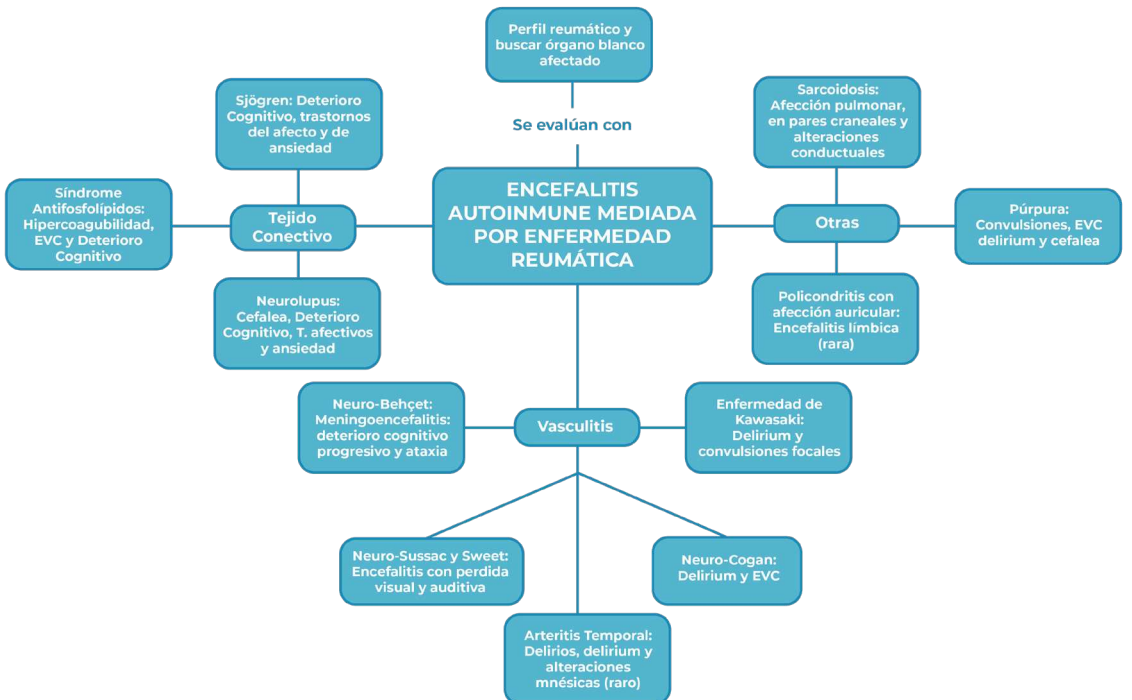 Perfil reumático y
buscar órgano blanco
afectado
Se evalúan con
ENCEFALITIS
AUTOINMUNE MEDIADA
POR ENFERMEDAD
REUMÁTICA
Sjögren: Deterioro
Cognitivo, trastornos
del afecto y de
ansiedad
Síndrome
Antifosfolípidos:
Hipercoagubilidad,
EVC y Deterioro
Cognitivo
Tejido
Conectivo
Neurolupus:
Cefalea, Deterioro
Cognitivo, T. afectivos
y ansiedad
Sarcoidosis:
Afección pulmonar,
en pares craneales y
alteraciones
conductuales
Otras
Púrpura:
Convulsiones, EVC
delirium y cefalea
Policondritis con
afección auricular:
Encefalitis límbica
(rara)
Neuro-Behçet:
Meningoencefalitis:
deterioro cognitivo
progresivo y ataxia
Vasculitis
Enfermedad de
Kawasaki:
Delirium y
convulsiones focales
Neuro-Sussac y Sweet:
Encefalitis con perdida
visual y auditiva
Neuro-Cogan:
Delirium y EVC
Arteritis Temporal:
Delirios, delirium y
alteraciones
mnésicas (raro)